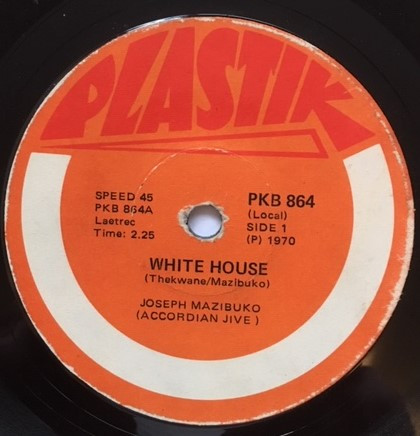 PLASTIK
SPEED 45
PKB 864A
Laetrec
Time: 2.25
PKB 864
(Local)
SIDE 1
(P) 1970
WHITE HOUSE
(Thekwane/Mazibuko)
JOSEPH MAZIBUKO
(ACCORDIAN JIVE )